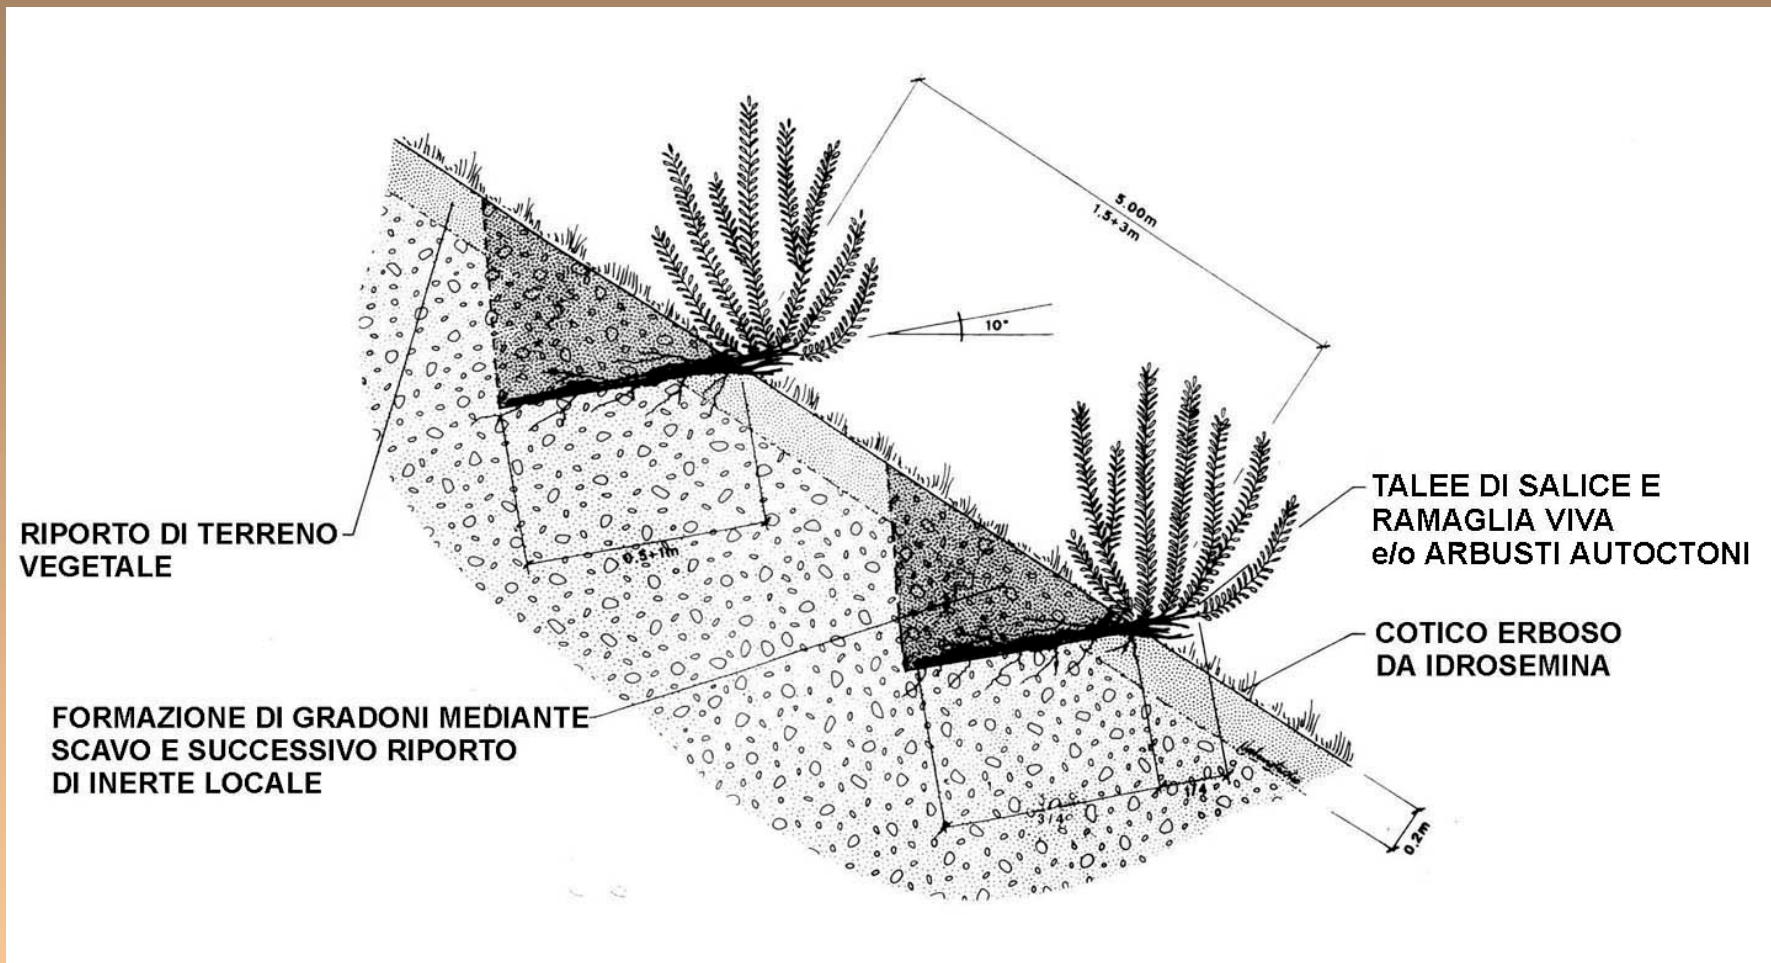 5.00m
1.5÷3m
10°
TALEE DI SALICE E
RAMAGLIA VIVA
e/o ARBUSTI AUTOCTONI
RIPORTO DI TERRENO
VEGETALE
0.5÷1m
COTICO ERBOSO
DA IDROSEMINA
FORMAZIONE DI GRADONI MEDIANTE
SCAVO E SUCCESSIVO RIPORTO
DI INERTE LOCALE
1/4
3/4
0.2m